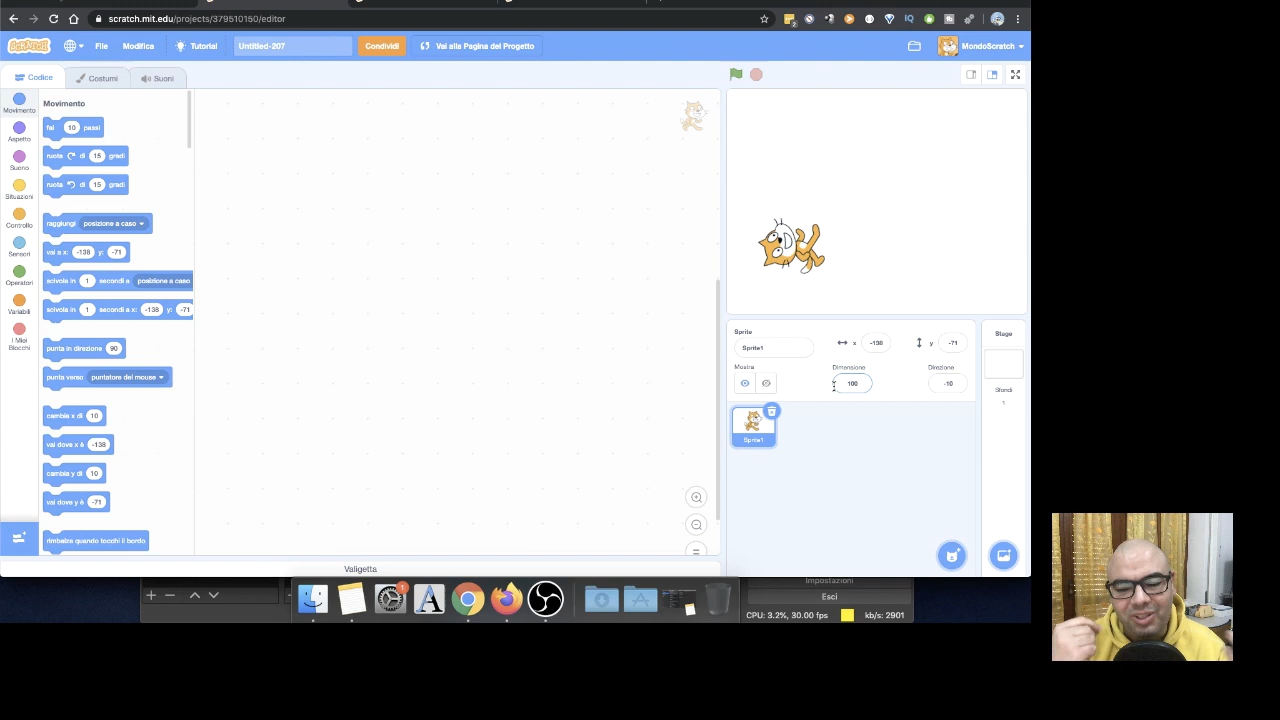 scratch.mit.edu/projects/379510150/editor
SCRATCH
File
Modifica
Tutorial
Untitled-207
Condividi
Vai alla Pagina del Progetto
MondoScratch
Codice
Costumi
Suoni
Movimento
Aspetto
Suono
Situazioni
Controllo
Sensori
Operatori
Variabili
I Miei
Blocchi
Movimento
fai 10 passi
ruota di 15 gradi
ruota di 15 gradi
raggiungi posizione a caso
vai a x: -138 y: -71
scivola in 1 secondi a posizione a caso
scivola in 1 secondi a x: -138 y: -71
punta in direzione 90
punta verso puntatore del mouse
cambia x di 10
vai dove x è -138
cambia y di 10
vai dove y è -71
rimbalza quando tocchi il bordo
Valigetta
Sprite
Sprite1
x -138
y -71
Mostra
Dimensione
100
Direzione
-10
Sprite1
Stage
Sfondi
1
Impostazioni
Esci
CPU: 3.2%, 30.00 fps
kb/s: 2901